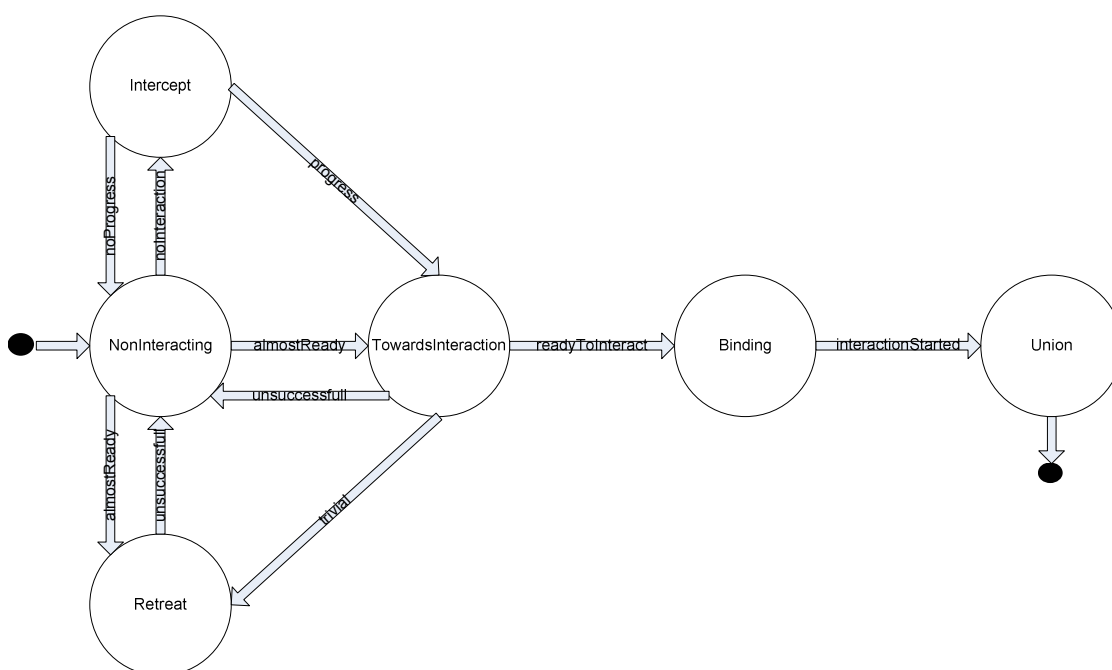 Intercept
progress
noProgress
noInteraction
NonInteracting
almostReady
TowardsInteraction
readyToInteract
Binding
interactionStarted
Union
unsuccessfull
almostReady
unsuccessfull
trivial
Retreat